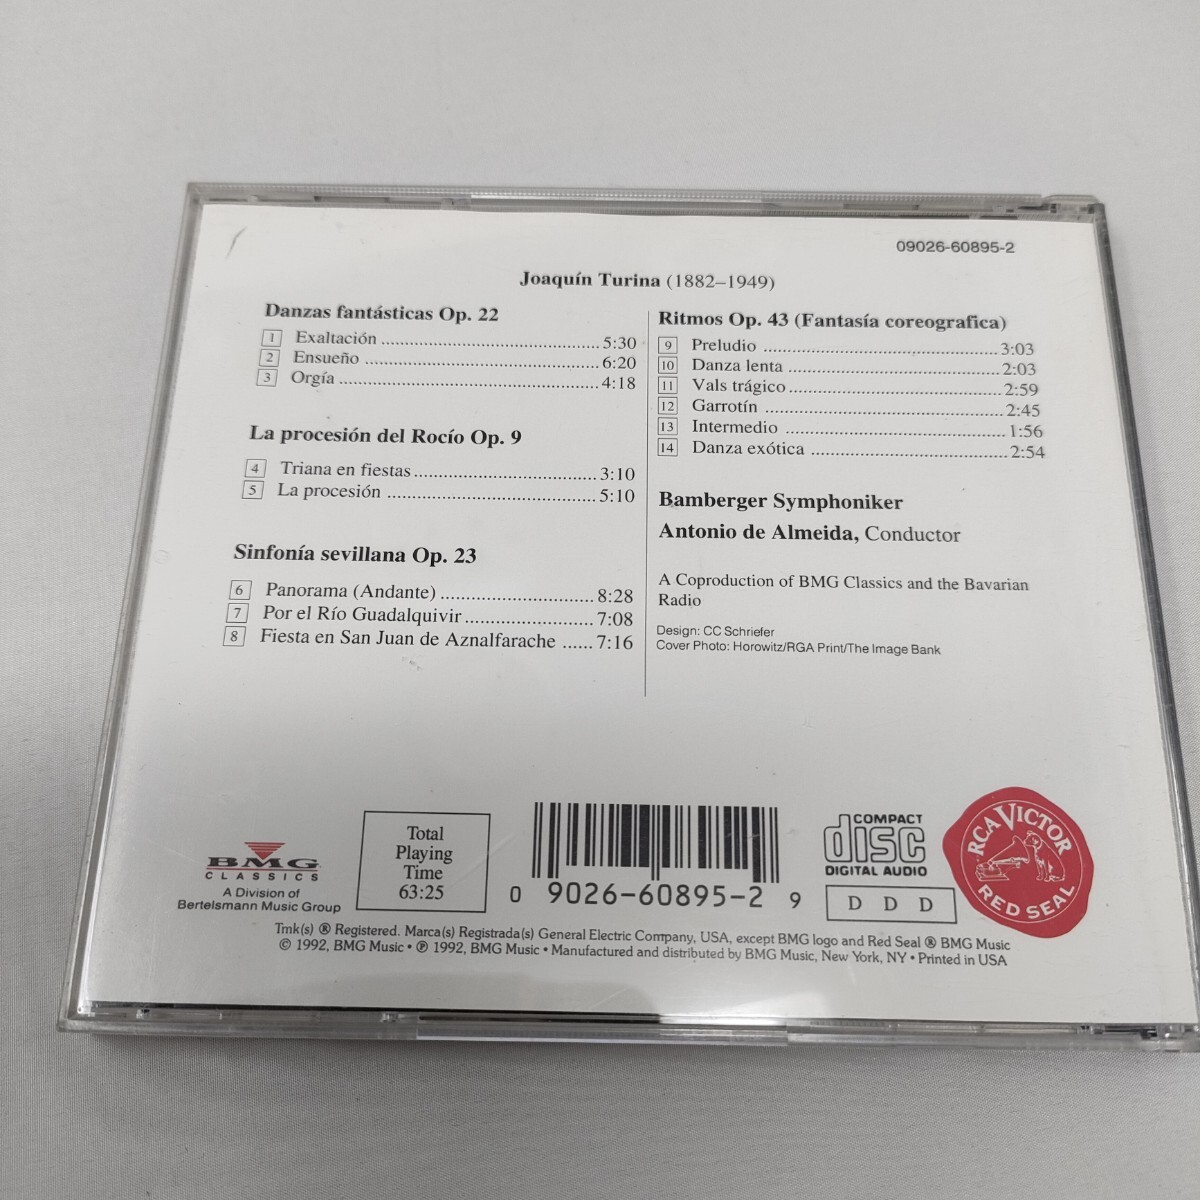 09026-60895-2
Joaquín Turina (1882–1949)
Danzas fantásticas Op. 22
1 Exaltación 5:30
2 Ensueño 6:20
3 Orgía 4:18
La procesión del Rocío Op. 9
4 Triana en fiestas 3:10
5 La procesión 5:10
Sinfonía sevillana Op. 23
6 Panorama (Andante) 8:28
7 Por el Río Guadalquivir 7:08
8 Fiesta en San Juan de Aznalfarache 7:16
Ritmos Op. 43 (Fantasía coreografica)
9 Preludio 3:03
10 Danza lenta 2:03
11 Vals trágico 2:59
12 Garrotín 2:45
13 Intermedio 1:56
14 Danza exótica 2:54
Bamberger Symphoniker
Antonio de Almeida, Conductor
A Coproduction of BMG Classics and the Bavarian
Radio
Design: CC Schriefer
Cover Photo: Horowitz/RGA Print/The Image Bank
BMG
CLASSICS
A Division of
Bertelsmann Music Group
Total
Playing
Time
63:25
0 9026-60895-2 9
COMPACT
disc
DIGITAL AUDIO
D D D
RCA VICTOR
RED SEAL
Tmk(s) ® Registered. Marca(s) Registrada(s) General Electric Company, USA, except BMG logo and Red Seal ® BMG Music
© 1992, BMG Music • ℗ 1992, BMG Music • Manufactured and distributed by BMG Music, New York, NY • Printed in USA